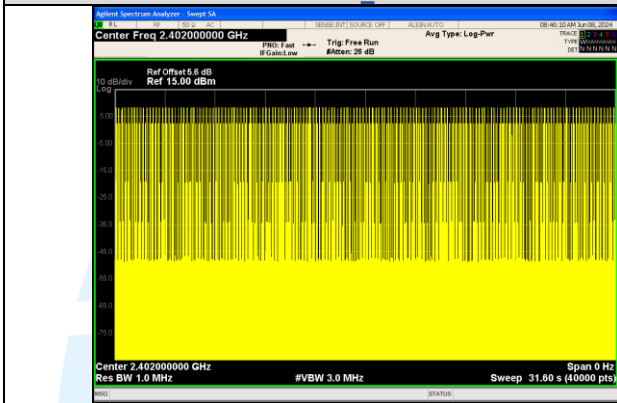 Agilent Spectrum Analyzer - Swept SA
RL RF 50 Ω AC SENSE:INT SOURCE OFF ALIGNAUTO 08:46:10 AM Jun 08, 2024
Center Freq 2.402000000 GHz Avg Type: Log-Pwr TRACE 1 2 3 4 5 6
PNO: Fast Trig: Free Run TYPE
IFGain:Low #Atten: 26 dB DET N N N N N N
Ref Offset 5.6 dB
10 dB/div Ref 15.00 dBm
Log
5.00
-5.00
-15.0
-25.0
-35.0
-45.0
-55.0
-65.0
-75.0
Center 2.402000000 GHz Span 0 Hz
Res BW 1.0 MHz #VBW 3.0 MHz Sweep 31.60 s (40000 pts)
MSG STATUS